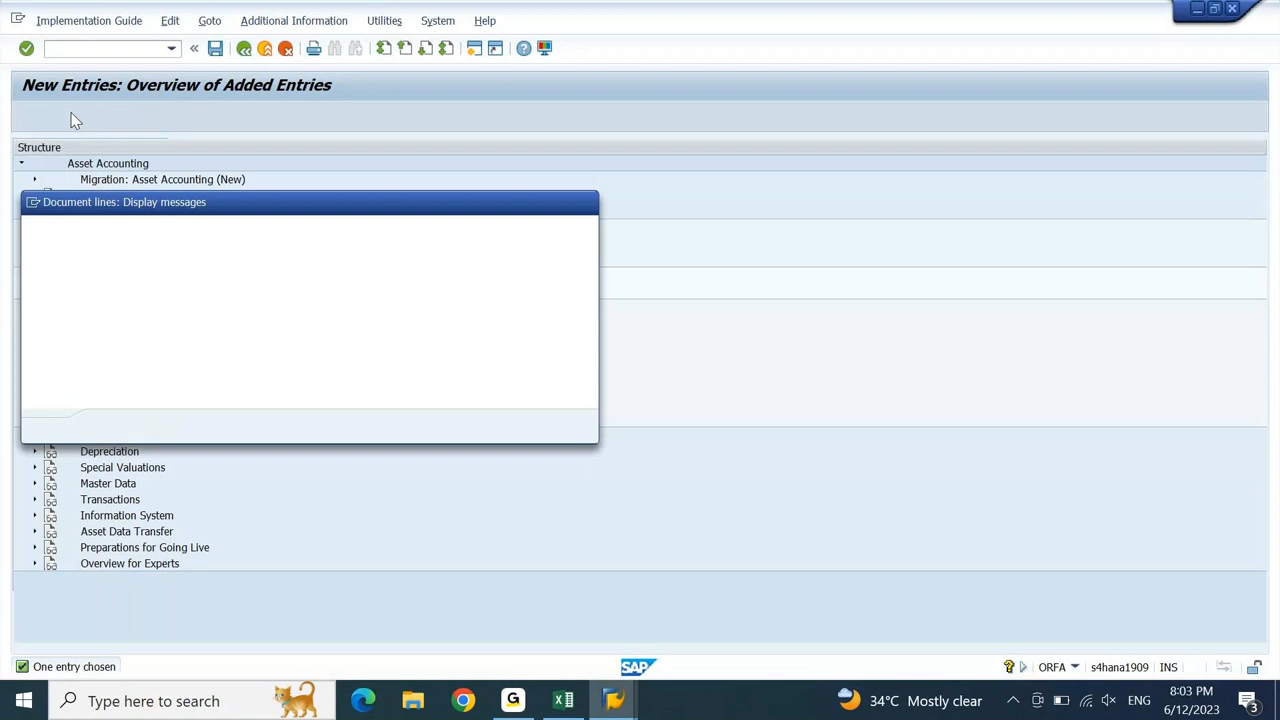 Implementation Guide Edit Goto Additional Information Utilities System Help
New Entries: Overview of Added Entries
Structure
Asset Accounting
Migration: Asset Accounting (New)
Document lines: Display messages
Depreciation
Special Valuations
Master Data
Transactions
Information System
Asset Data Transfer
Preparations for Going Live
Overview for Experts
One entry chosen
SAP
ORFA
s4hana1909
INS
Type here to search
34°C Mostly clear
ENG
8:03 PM
6/12/2023
3